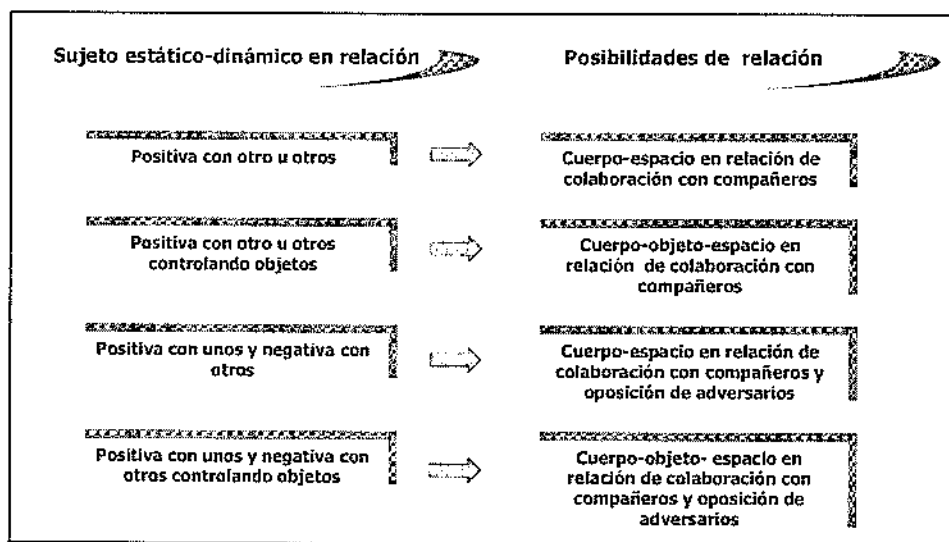 Sujeto estático-dinámico en relación
Posibilidades de relación
Positiva con otro u otros
Cuerpo-espacio en relación de
colaboración con compañeros
Positiva con otro u otros
controlando objetos
Cuerpo-objeto-espacio en
relación de colaboración con
compañeros
Positiva con unos y negativa con
otros
Cuerpo-espacio en relación de
colaboración con compañeros y
oposición de adversarios
Positiva con unos y negativa con
otros controlando objetos
Cuerpo-objeto- espacio en
relación de colaboración con
compañeros y oposición de
adversarios